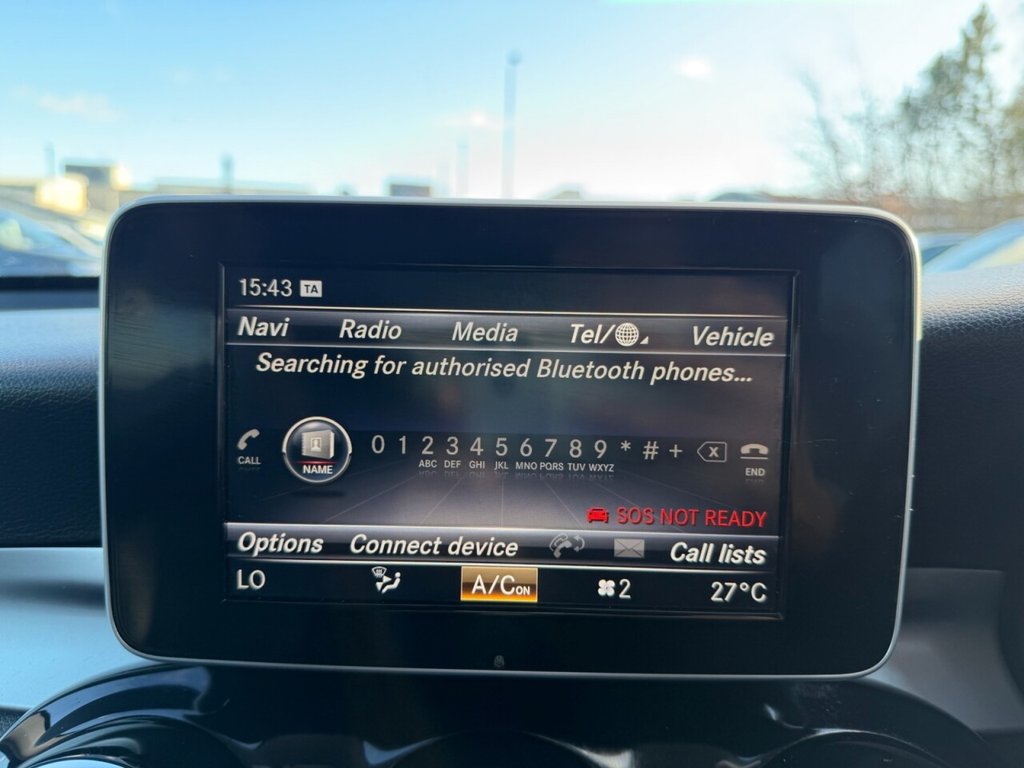 15:43 TA
Navi Radio Media Tel/ Vehicle
Searching for authorised Bluetooth phones...
CALL NAME 0 1 2 3 4 5 6 7 8 9 * # + X END
ABC DEF GHI JKL MNO PQRS TUV WXYZ
SOS NOT READY
Options Connect device Call lists
LO A/C ON 2 27°C